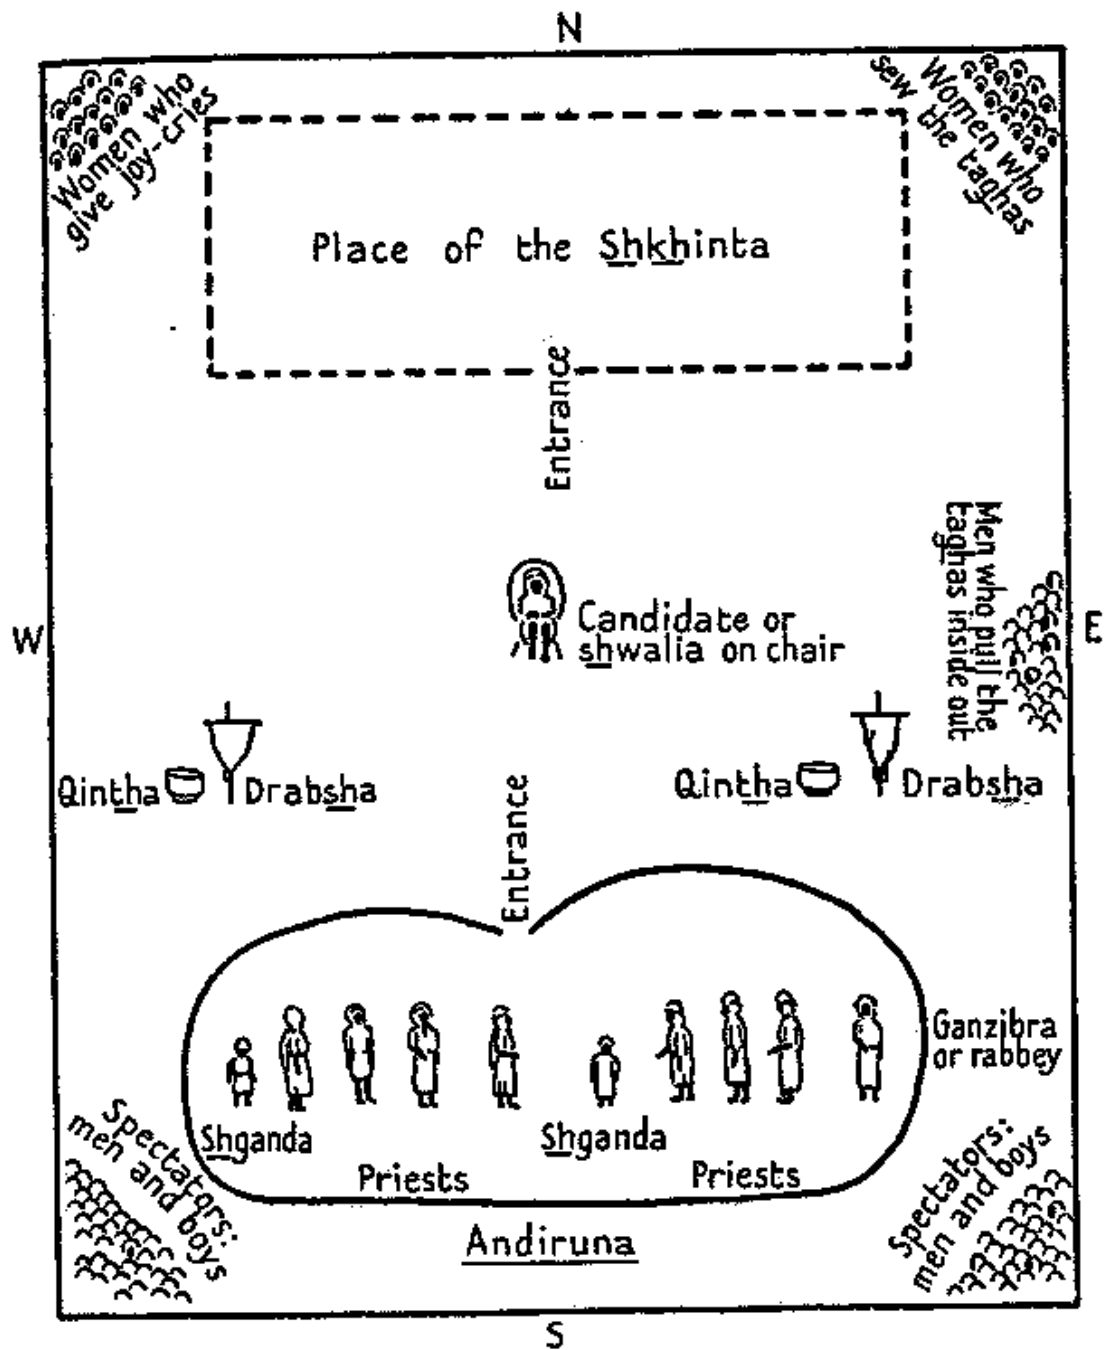 N
Women who
give joy-cries
Women who
sew the taghas
Place of the Shkhinta
Entrance
Men who pull the
taghas inside out
W
Candidate or
shwalia on chair
E
Qintha
Drabsha
Qintha
Drabsha
Entrance
Ganzibra
or rabbey
Shganda
Shganda
Priests
Priests
Spectators:
men and boys
Spectators:
men and boys
Andiruna
S